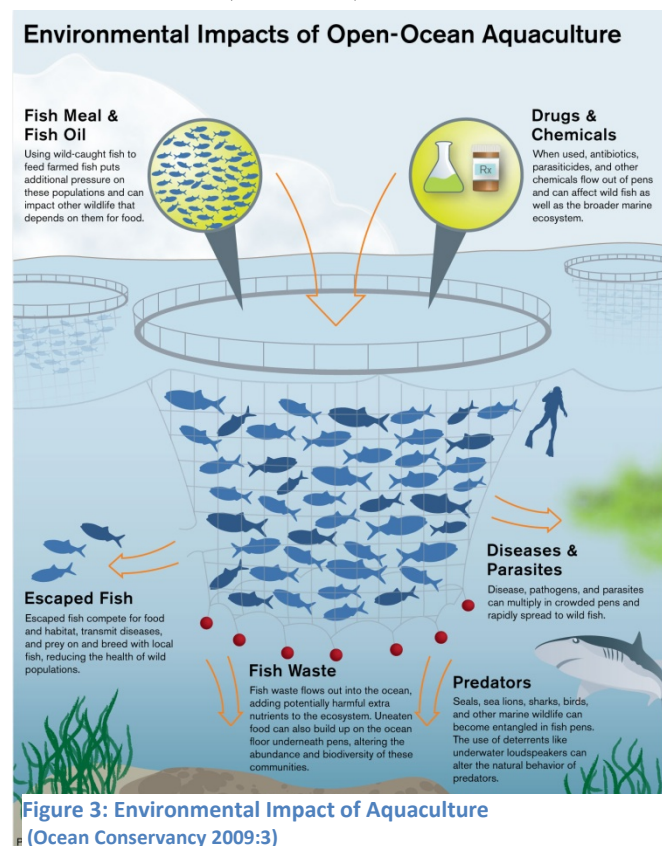 Environmental Impacts of Open-Ocean Aquaculture
Fish Meal &
Fish Oil
Using wild-caught fish to
feed farmed fish puts
additional pressure on
these populations and can
impact other wildlife that
depends on them for food.
Drugs &
Chemicals
When used, antibiotics,
parasiticides, and other
chemicals flow out of pens
and can affect wild fish as
well as the broader marine
ecosystem.
Rx
Diseases &
Parasites
Disease, pathogens, and parasites
can multiply in crowded pens and
rapidly spread to wild fish.
Escaped Fish
Escaped fish compete for food
and habitat, transmit diseases,
and prey on and breed with local
fish, reducing the health of wild
populations.
Fish Waste
Fish waste flows out into the ocean,
adding potentially harmful extra
nutrients to the ecosystem. Uneaten
food can also build up on the ocean
floor underneath pens, altering the
abundance and biodiversity of these
communities.
Predators
Seals, sea lions, sharks, birds,
and other marine wildlife can
become entangled in fish pens.
The use of deterrents like
underwater loudspeakers can
alter the natural behavior of
predators.
Figure 3: Environmental Impact of Aquaculture
(Ocean Conservancy 2009:3)